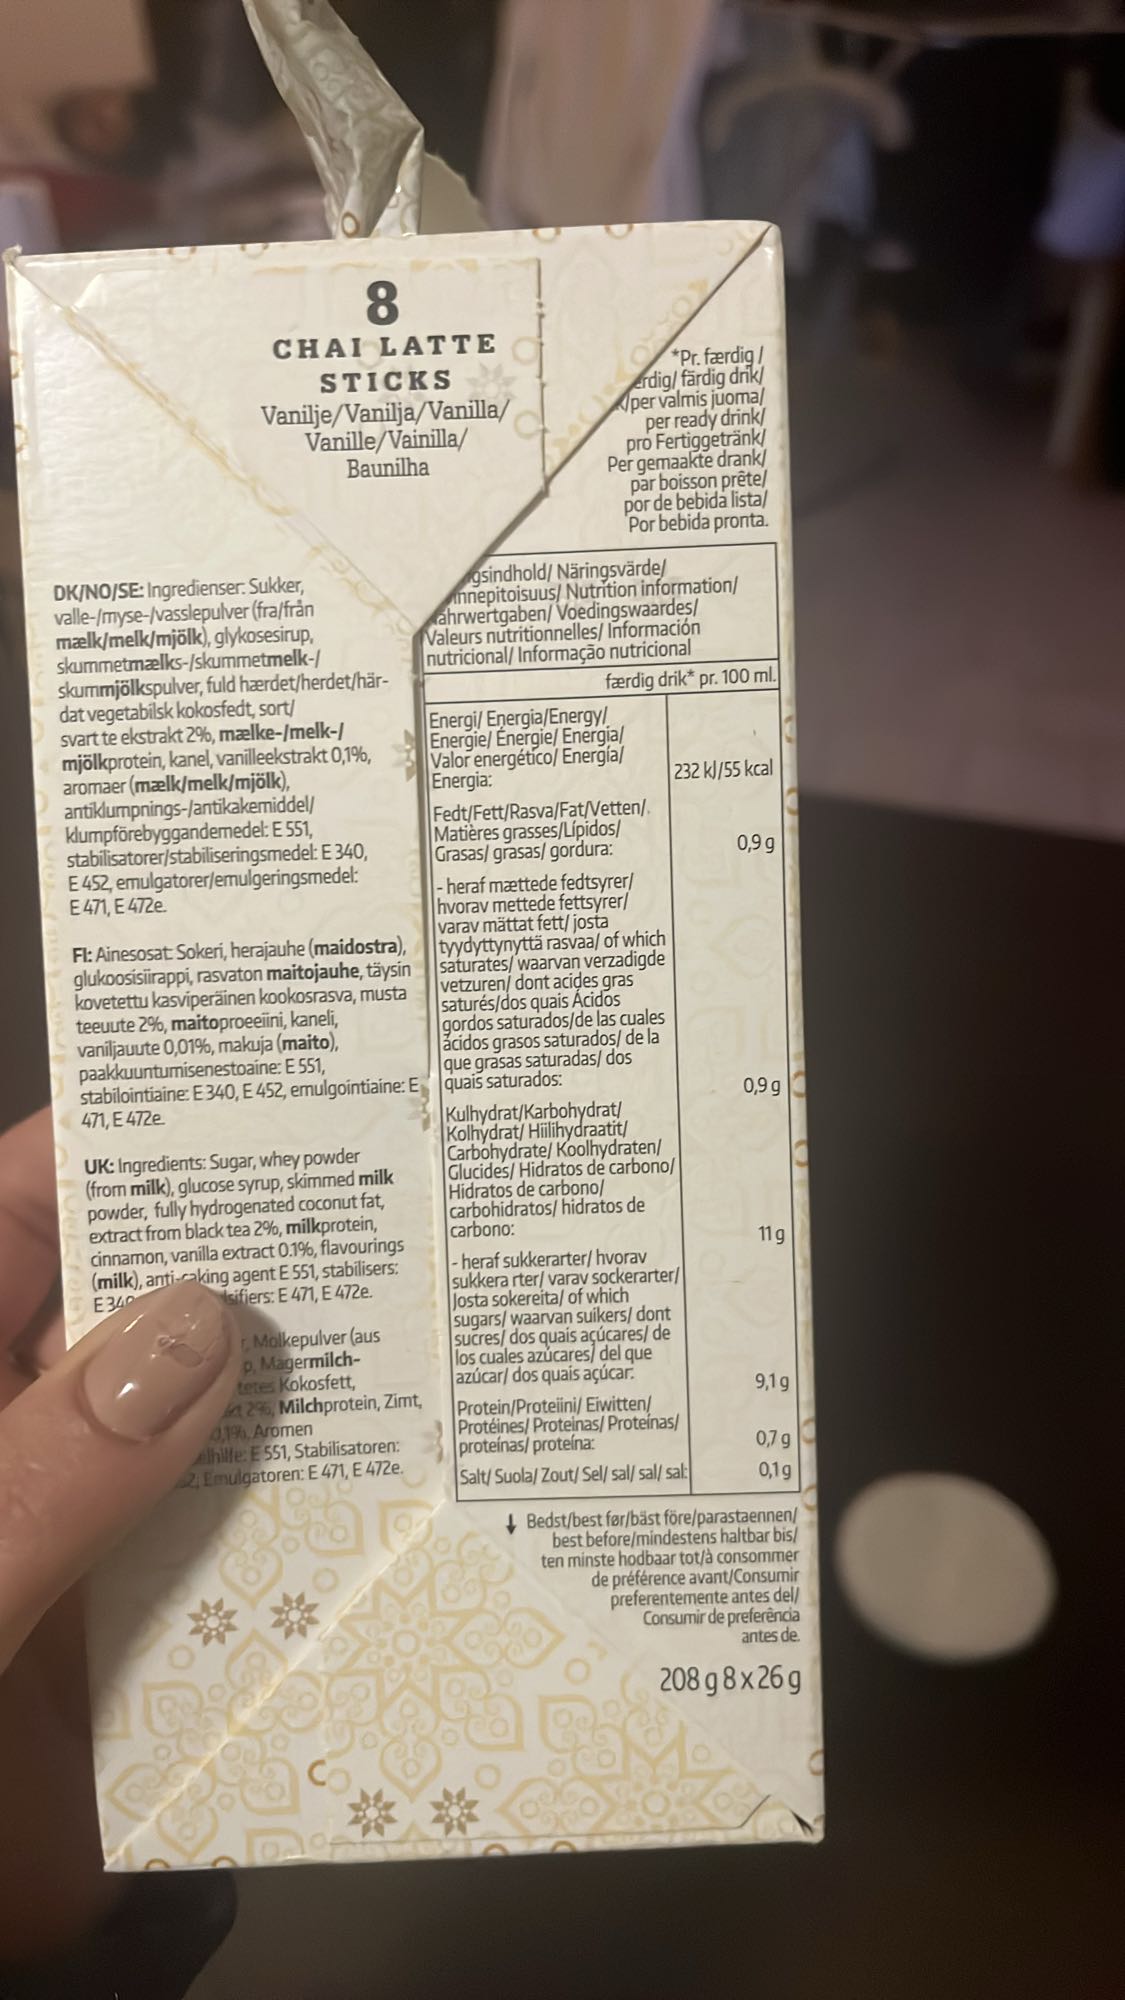 8
CHAI LATTE
STICKS
Vanilje/Vanilja/Vanilla/
Vanille/Vainilla/
Baunilha
DK/NO/SE: Ingredienser: Sukker,
valle-/myse-/vasslepulver (fra/från
mælk/melk/mjölk), glykosesirup,
skummetmælks-/skummetmelk-/
skummjölkspulver, fuld hærdet/herdet/här-
dat vegetabilsk kokosfedt, sort/
svart te ekstrakt 2%, mælke-/melk-/
mjölkprotein, kanel, vanilleekstrakt 0,1%,
aromaer (mælk/melk/mjölk),
antiklumpnings-/antikakemiddel/
klumpförebyggandemedel: E 551,
stabilisatorer/stabiliseringsmedel: E 340,
E 452, emulgatorer/emulgeringsmedel:
E 471, E 472e.
FI: Ainesosat: Sokeri, herajauhe (maidostra),
glukoosisiirappi, rasvaton maitojauhe, täysin
kovetettu kasviperäinen kookosrasva, musta
teeuute 2%, maitoproeeiini, kaneli,
vaniljauute 0,01%, makuja (maito),
paakkuuntumisenestoaine: E 551,
stabilointiaine: E 340, E 452, emulgointiaine: E
471, E 472e.
UK: Ingredients: Sugar, whey powder
(from milk), glucose syrup, skimmed milk
powder, fully hydrogenated coconut fat,
extract from black tea 2%, milkprotein,
cinnamon, vanilla extract 0.1%, flavourings
(milk), anti-caking agent E 551, stabilisers:
E 340 sifiers: E 471, E 472e.
Molkepulver (aus
Magermilch-
tetes Kokosfett,
2%, Milchprotein, Zimt,
0,1%, Aromen
elhilfe: E 551, Stabilisatoren:
Emulgatoren: E 471, E 472e.
*Pr. færdig /
erdig/ färdig drik/
per valmis juoma/
per ready drink/
pro Fertiggetränk/
Per gemaakte drank/
par boisson prête/
por de bebida lista/
Por bebida pronta.
gsindhold/ Näringsvärde/
nnepitoisuus/ Nutrition information/
ahrwertgaben/ Voedingswaardes/
Valeurs nutritionnelles/ Información
nutricional/ Informação nutricional
færdig drik* pr. 100 ml.
Energi/ Energia/Energy/
Energie/ Énergie/ Energía/
Valor energético/ Energía/
Energia: 232 kJ/55 kcal
Fedt/Fett/Rasva/Fat/Vetten/
Matières grasses/Lípidos/
Grasas/ grasas/ gordura: 0,9 g
- heraf mættede fedtsyrer/
hvorav mettede fettsyrer/
varav mättat fett/ josta
tyydyttynyttä rasvaa/ of which
saturates/ waarvan verzadigde
vetzuren/ dont acides gras
saturés/dos quais Ácidos
gordos saturados/de las cuales
ácidos grasos saturados/ de la
que grasas saturadas/ dos
quais saturados: 0,9 g
Kulhydrat/Karbohydrat/
Kolhydrat/ Hiilihydraatit/
Carbohydrate/ Koolhydraten/
Glucides/ Hidratos de carbono/
Hidratos de carbono/
carbohidratos/ hidratos de
carbono: 11 g
- heraf sukkerarter/ hvorav
sukkera rter/ varav sockerarter/
Josta sokereita/ of which
sugars/ waarvan suikers/ dont
sucres/ dos quais açúcares/ de
los cuales azúcares/ del que
azúcar/ dos quais açúcar: 9,1 g
Protein/Proteiini/ Eiwitten/
Protéines/ Proteinas/ Proteínas/
proteínas/ proteína: 0,7 g
Salt/ Suola/ Zout/ Sel/ sal/ sal/ sal: 0,1 g
↓ Bedst/best før/bäst före/parastaennen/
best before/mindestens haltbar bis/
ten minste hodbaar tot/à consommer
de préférence avant/Consumir
preferentemente antes del/
Consumir de preferência
antes de.
208 g 8 x 26 g